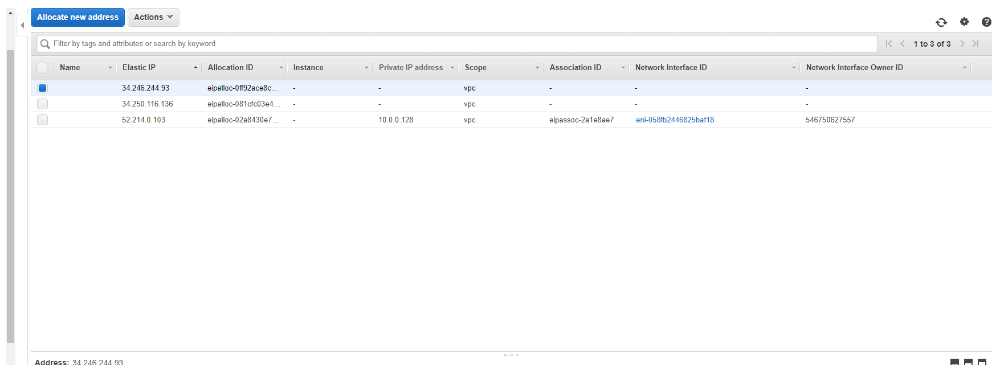 Allocate new address Actions
Filter by tags and attributes or search by keyword 1 to 3 of 3
Name Elastic IP Allocation ID Instance Private IP address Scope Association ID Network Interface ID Network Interface Owner ID
34.246.244.93 eipalloc-0ff92ace8c... - - vpc - - -
34.250.116.136 eipalloc-081cfc03e4... - - vpc - - -
52.214.0.103 eipalloc-02a8430e7... - 10.0.0.128 vpc eipassoc-2a1e8ae7 eni-058fb2446825baf18 546750627557
Address: 34.246.244.93